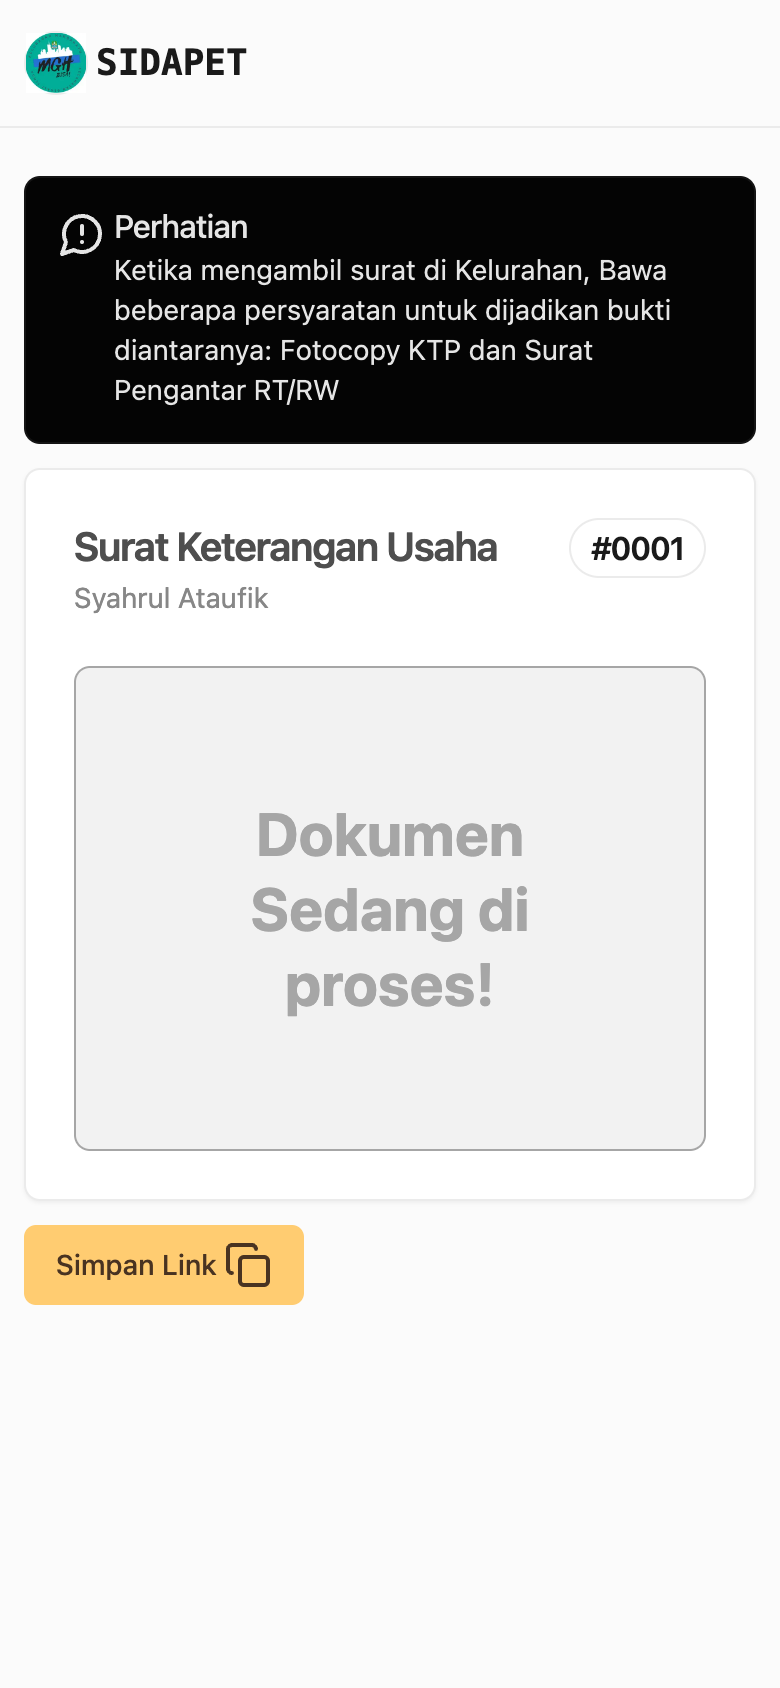 MGH
SIDAPET
Perhatian
Ketika mengambil surat di Kelurahan, Bawa
beberapa persyaratan untuk dijadikan bukti
diantaranya: Fotocopy KTP dan Surat
Pengantar RT/RW
Surat Keterangan Usaha
#0001
Syahrul Ataufik
Dokumen
Sedang di
proses!
Simpan Link